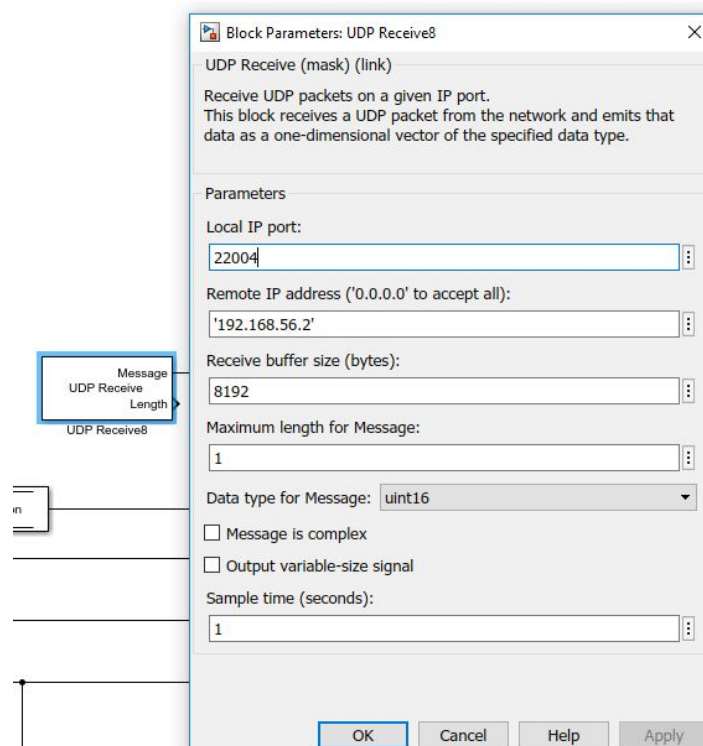 Block Parameters: UDP Receive8
UDP Receive (mask) (link)
Receive UDP packets on a given IP port.
This block receives a UDP packet from the network and emits that
data as a one-dimensional vector of the specified data type.
Parameters
Local IP port:
22004
Remote IP address ('0.0.0.0' to accept all):
'192.168.56.2'
Receive buffer size (bytes):
8192
Maximum length for Message:
1
Data type for Message: uint16
Message is complex
Output variable-size signal
Sample time (seconds):
1
OK Cancel Help Apply
Message
UDP Receive
Length
UDP Receive8
on